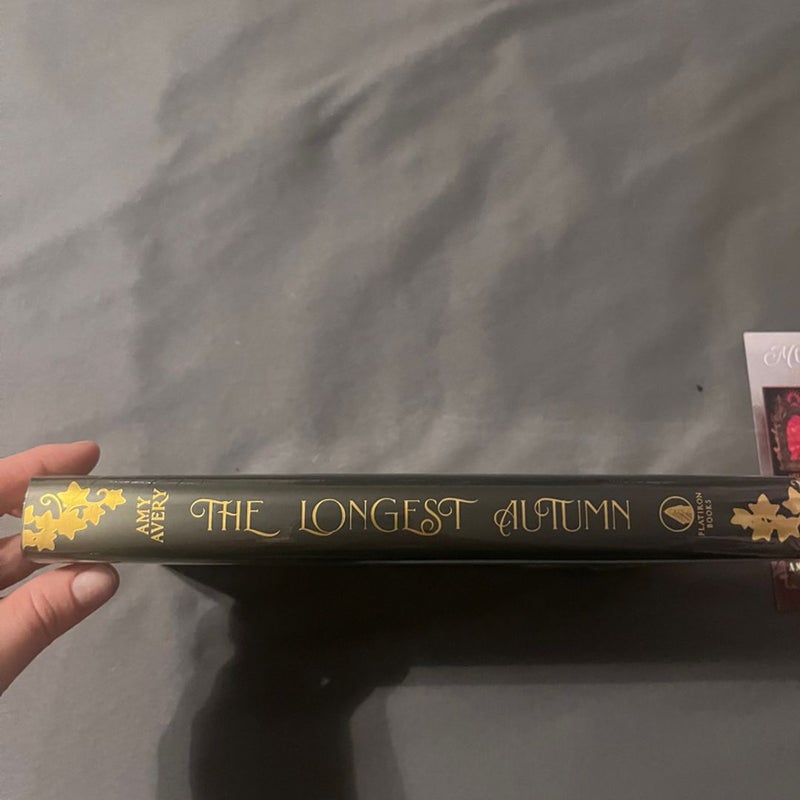 AMY
AVERY
THE LONGEST AUTUMN
FLATIRON
BOOKS